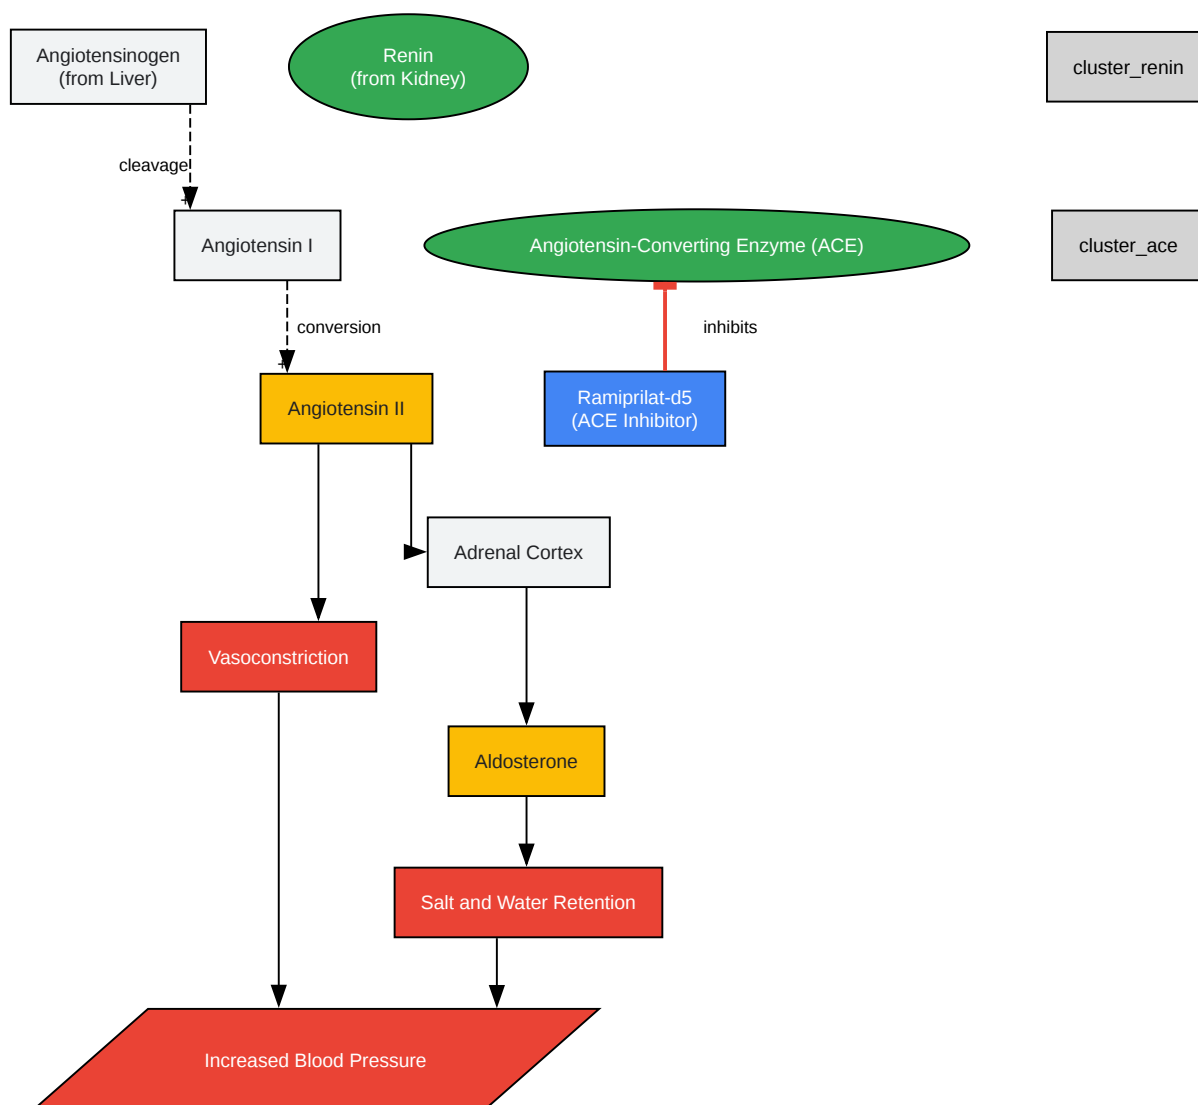 Angiotensinogen
(from Liver)
Renin
(from Kidney)
cluster_renin
cleavage
+
Angiotensin I
Angiotensin-Converting Enzyme (ACE)
cluster_ace
conversion
inhibits
+
Angiotensin II
Ramiprilat-d5
(ACE Inhibitor)
Adrenal Cortex
Vasoconstriction
Aldosterone
Salt and Water Retention
Increased Blood Pressure